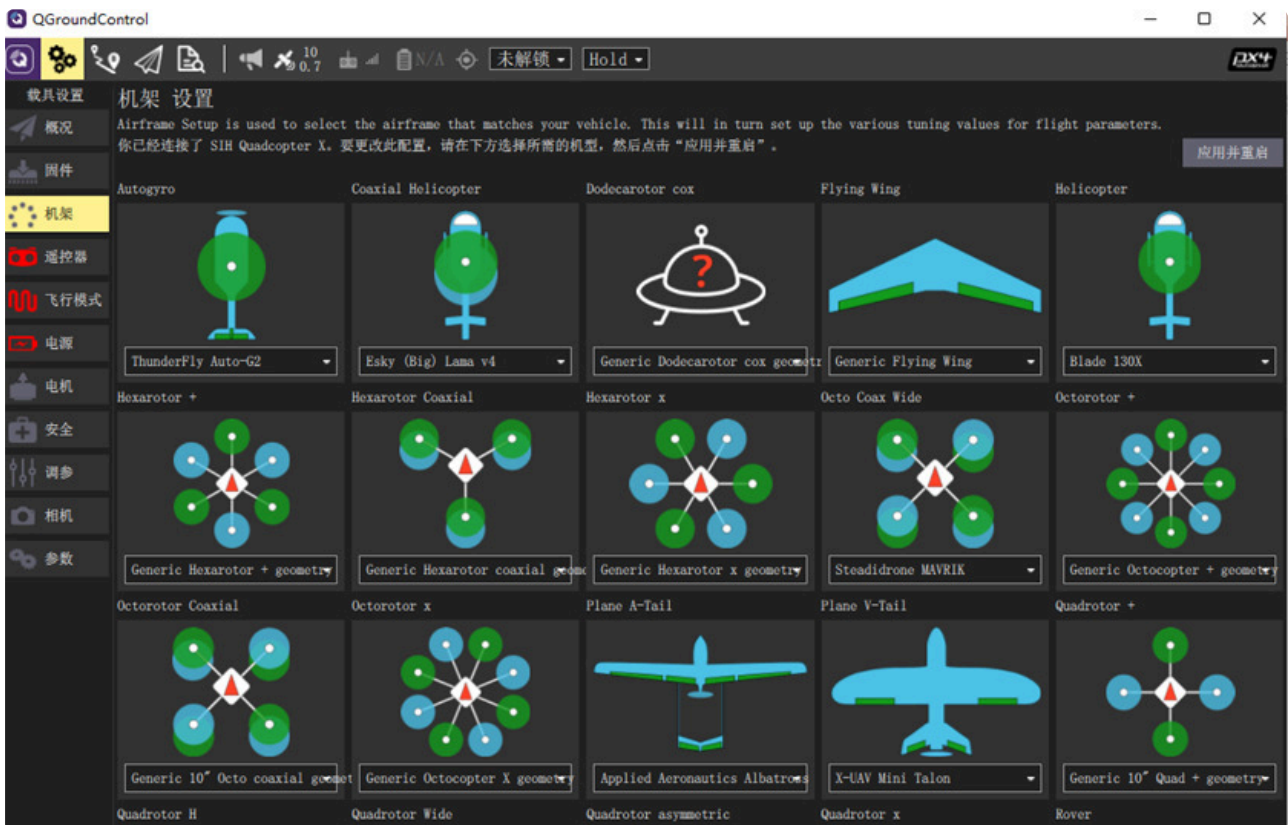 QGroundControl
10
0.7
N/A
未解锁
Hold
px4
载具设置
机架 设置
概况
Airframe Setup is used to select the airframe that matches your vehicle. This will in turn set up the various tuning values for flight parameters.
你已经连接了 SIH Quadcopter X。要更改此配置，请在下方选择所需的机型，然后点击“应用并重启”。
应用并重启
固件
机架
遥控器
飞行模式
电源
电机
安全
调参
相机
参数
Autogyro
Coaxial Helicopter
Dodecarotor cox
Flying Wing
Helicopter
?
ThunderFly Auto-G2
Esky (Big) Lama v4
Generic Dodecarotor cox geometr
Generic Flying Wing
Blade 130X
Hexarotor +
Hexarotor Coaxial
Hexarotor x
Octo Coax Wide
Octorotor +
Generic Hexarotor + geometry
Generic Hexarotor coaxial geome
Generic Hexarotor x geometry
Steadidrone MAVRIK
Generic Octocopter + geometry
Octorotor Coaxial
Octorotor x
Plane A-Tail
Plane V-Tail
Quadrotor +
Generic 10" Octo coaxial geomet
Generic Octocopter X geometry
Applied Aeronautics Albatross
X-UAV Mini Talon
Generic 10" Quad + geometry
Quadrotor H
Quadrotor Wide
Quadrotor asymmetric
Quadrotor x
Rover